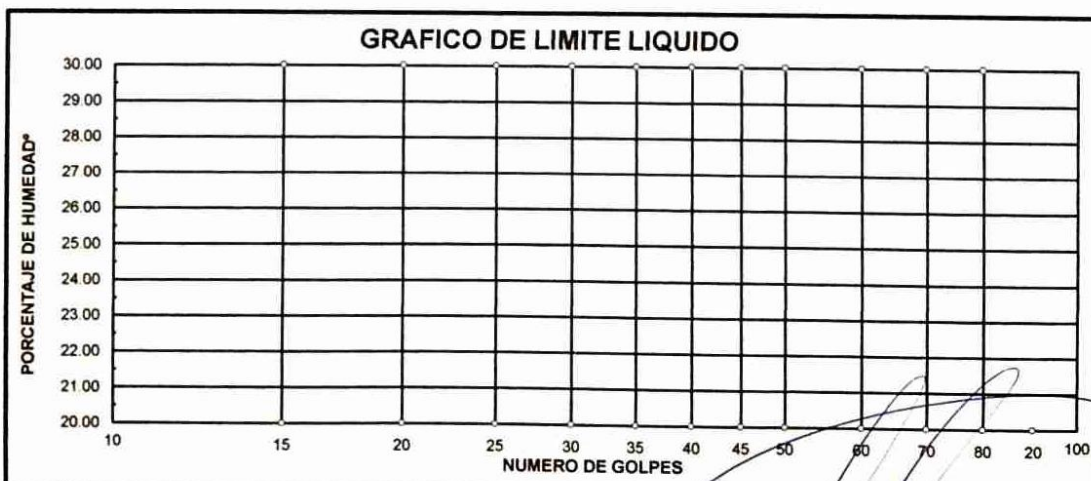 GRAFICO DE LIMITE LIQUIDO
PORCENTAJE DE HUMEDADº
30.00
29.00
28.00
27.00
26.00
25.00
24.00
23.00
22.00
21.00
20.00
10 15 20 25 30 35 40 45 50 60 70 80 20 100
NUMERO DE GOLPES